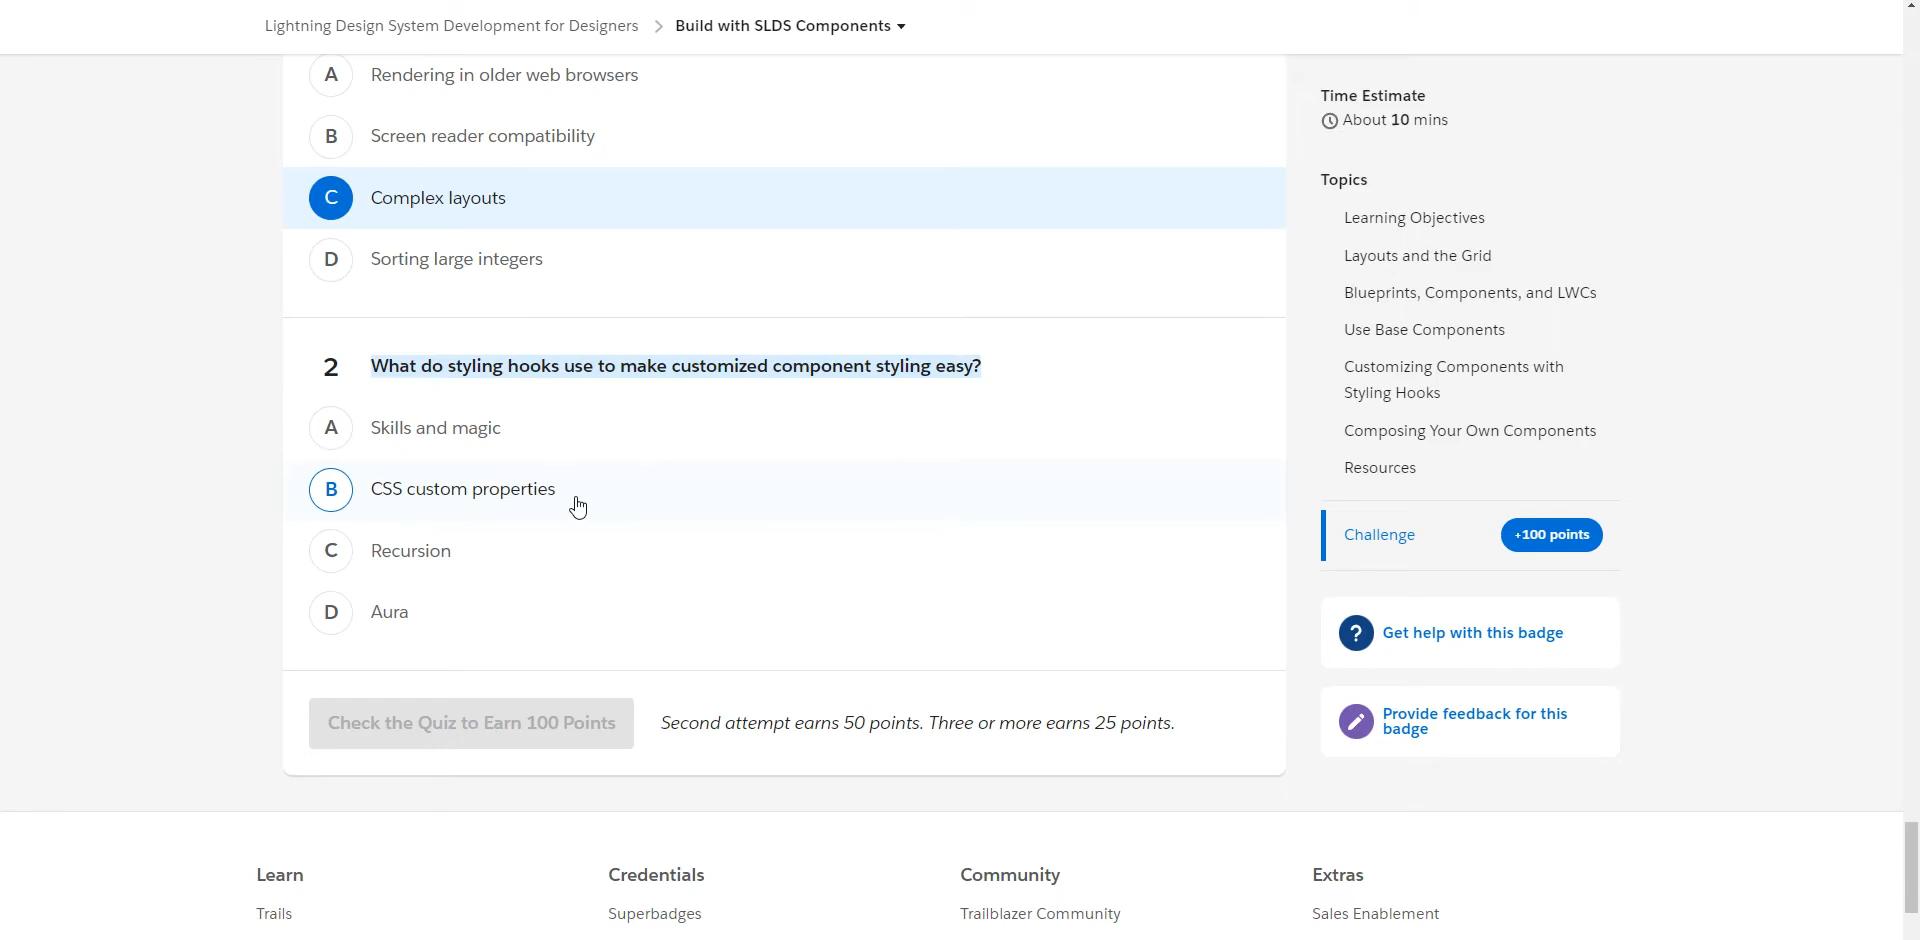 Lightning Design System Development for Designers > Build with SLDS Components
A Rendering in older web browsers
B Screen reader compatibility
C Complex layouts
D Sorting large integers
2 What do styling hooks use to make customized component styling easy?
A Skills and magic
B CSS custom properties
C Recursion
D Aura
Check the Quiz to Earn 100 Points Second attempt earns 50 points. Three or more earns 25 points.
Time Estimate
About 10 mins
Topics
Learning Objectives
Layouts and the Grid
Blueprints, Components, and LWCs
Use Base Components
Customizing Components with
Styling Hooks
Composing Your Own Components
Resources
Challenge +100 points
? Get help with this badge
Provide feedback for this
badge
Learn Credentials Community Extras
Trails Superbadges Trailblazer Community Sales Enablement